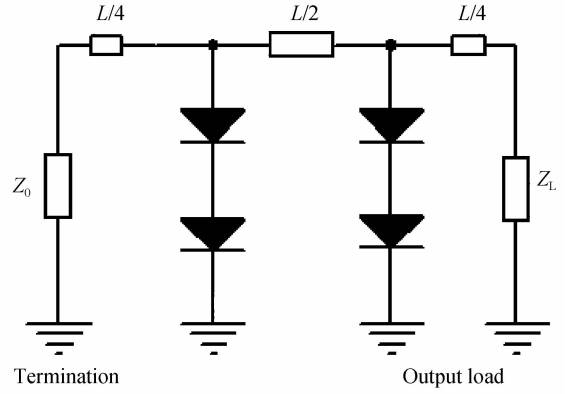 L/4
L/2
L/4
Z0
ZL
Termination
Output load